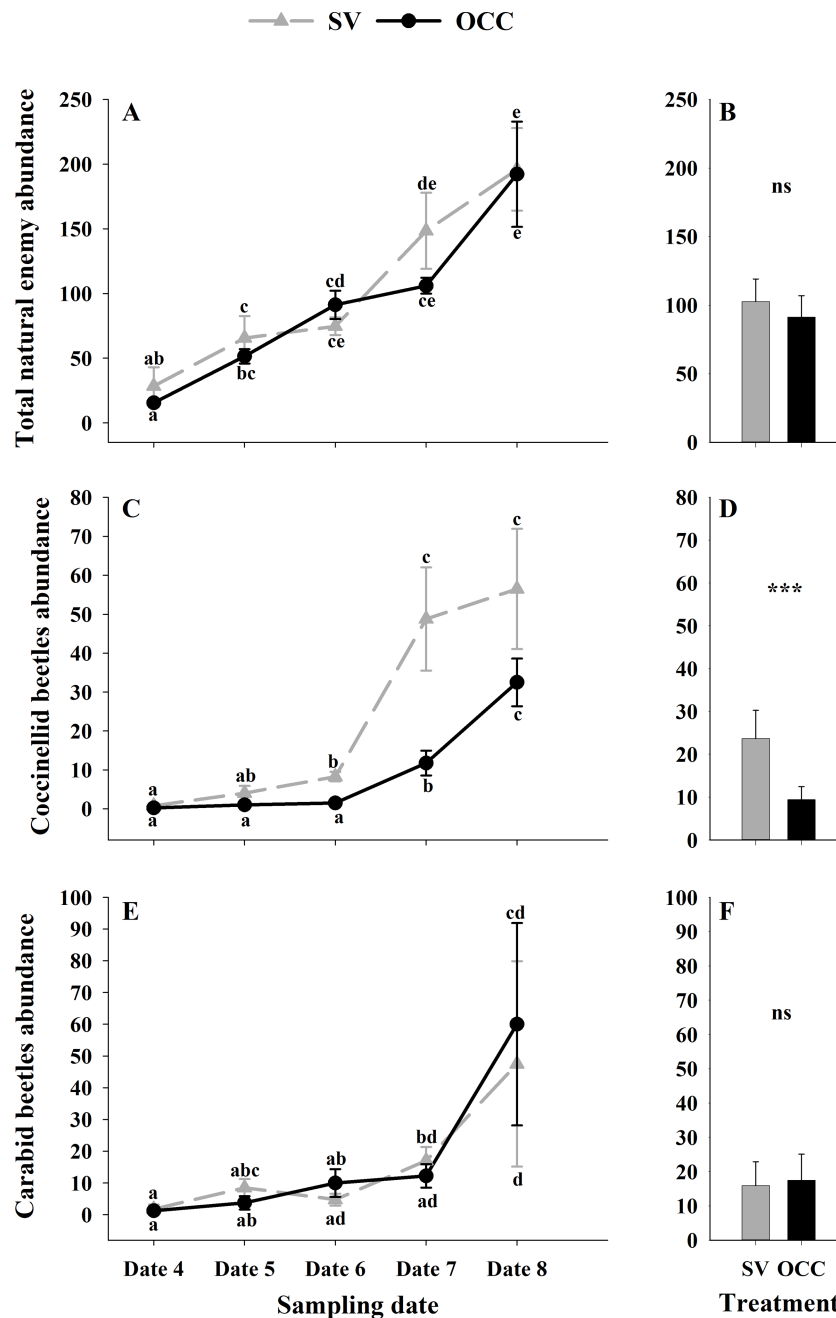 SV OCC
A
Total natural enemy abundance
250
200
150
100
50
0
ab
a
c
bc
cd
ce
de
ce
e
e
B
250
200
150
100
50
0
ns
C
Coccinellid beetles abundance
80
70
60
50
40
30
20
10
0
a
a
ab
a
b
a
c
b
c
c
D
80
70
60
50
40
30
20
10
0
***
E
Carabid beetles abundance
100
90
80
70
60
50
40
30
20
10
0
a
a
abc
ab
ab
ad
bd
ad
cd
d
Date 4 Date 5 Date 6 Date 7 Date 8
Sampling date
F
100
90
80
70
60
50
40
30
20
10
0
ns
SV OCC
Treatment